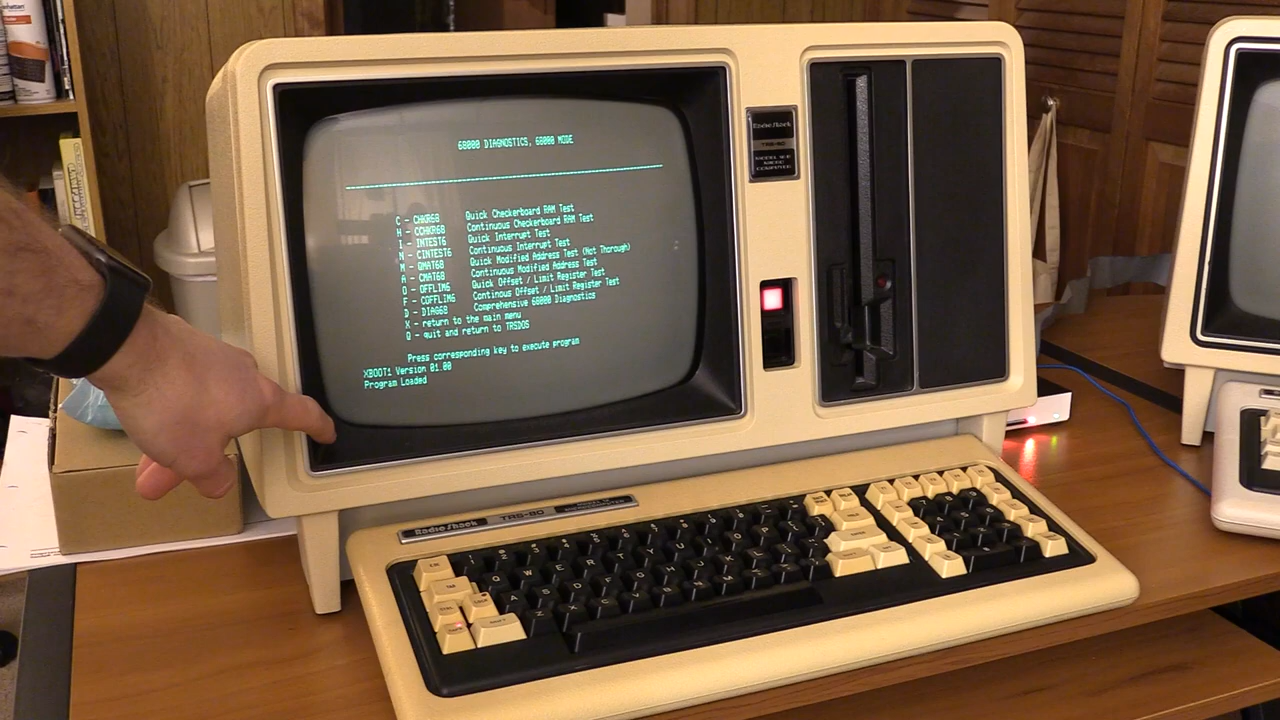 68000 DIAGNOSTICS, 68000 MODE
C - CHKR68 Quick Checkerboard RAM Test
H - CCHKR68 Continuous Checkerboard RAM Test
I - INTEST6 Quick Interrupt Test
N - CINTEST6 Continuous Interrupt Test
M - QMAT68 Quick Modified Address Test (Not Thorough)
A - CMAT68 Continuous Modified Address Test
O - OFFLIM6 Quick Offset / Limit Register Test
F - COFFLIM6 Continous Offset / Limit Register Test
D - DIAG68 Comprehensive 68000 Diagnostics
X - return to the main menu
Q - quit and return to TRSDOS
Press corresponding key to execute program
XBOOT1 Version 01.00
Program Loaded
Radio Shack
TRS-80
MICRO
COMPUTER
Radio Shack TRS-80